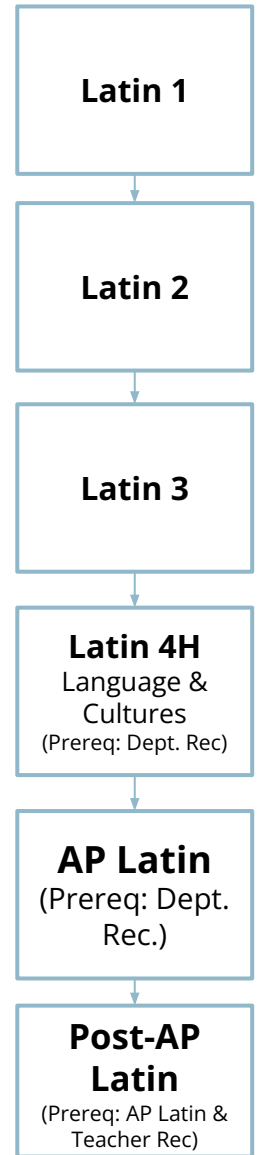 Latin 1
Latin 2
Latin 3
Latin 4H
Language &
Cultures
(Prereq: Dept. Rec)
AP Latin
(Prereq: Dept.
Rec.)
Post-AP
Latin
(Prereq: AP Latin &
Teacher Rec)